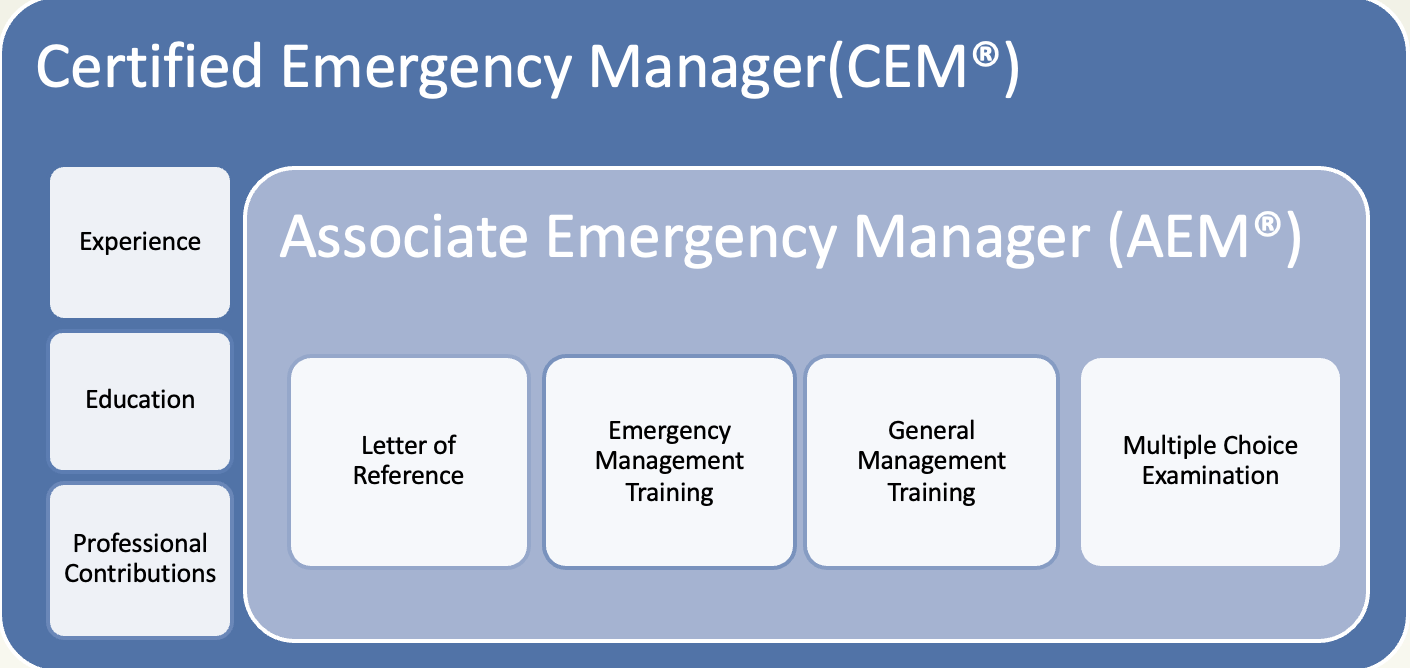 Certified Emergency Manager(CEM®)
Experience
Education
Professional
Contributions
Associate Emergency Manager (AEM®)
Letter of
Reference
Emergency
Management
Training
General
Management
Training
Multiple Choice
Examination